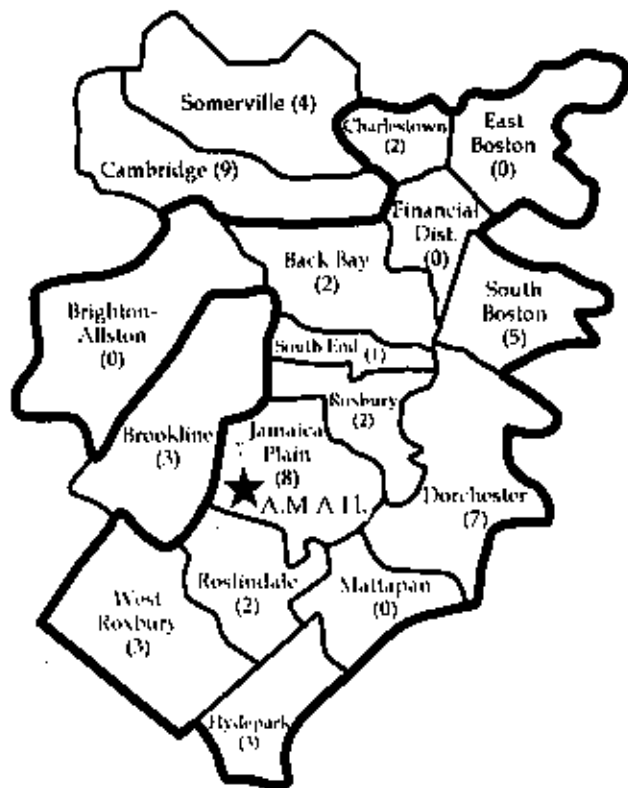 Somerville (4)
Charlestown
(2)
East
Boston
(0)
Cambridge (9)
Financial
Dist.
(0)
Back Bay
(2)
South
Boston
(5)
Brighton-
Allston
(0)
South End (1)
Roxbury
(2)
Brookline
(3)
Jamaica
Plain
(8)
Dorchester
(7)
Roslindale
(2)
Mattapan
(0)
West
Roxbury
(3)
Hydepark
(3)